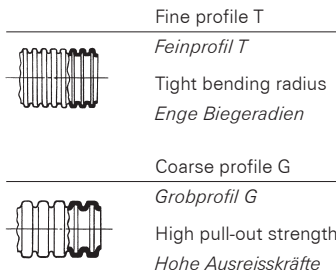 Fine profile T
Feinprofil T
Tight bending radius
Enge Biegeradien
Coarse profile G
Grobprofil G
High pull-out strength
Hohe Ausreisskräfte